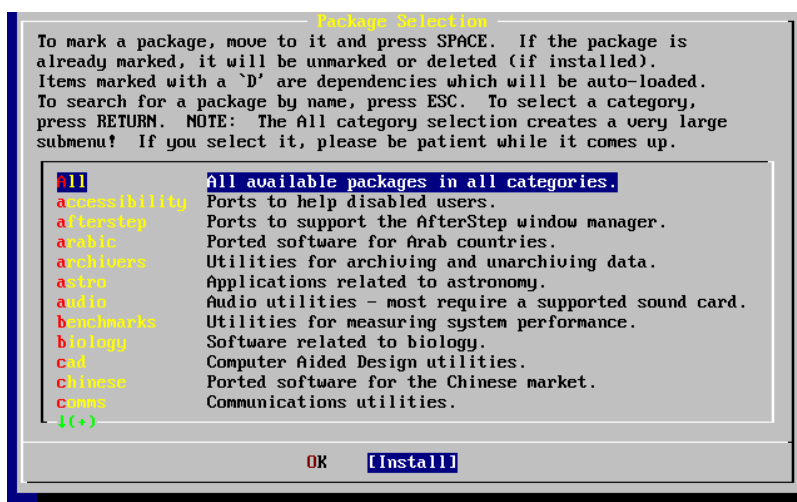 Package Selection
To mark a package, move to it and press SPACE.  If the package is
already marked, it will be unmarked or deleted (if installed).
Items marked with a `D' are dependencies which will be auto-loaded.
To search for a package by name, press ESC.  To select a category,
press RETURN.  NOTE:  The All category selection creates a very large
submenu!  If you select it, please be patient while it comes up.
All All available packages in all categories.
accessibility Ports to help disabled users.
afterstep Ports to support the AfterStep window manager.
arabic Ported software for Arab countries.
archivers Utilities for archiving and unarchiving data.
astro Applications related to astronomy.
audio Audio utilities - most require a supported sound card.
benchmarks Utilities for measuring system performance.
biology Software related to biology.
cad Computer Aided Design utilities.
chinese Ported software for the Chinese market.
comms Communications utilities.
↓(+)
OK [Install]